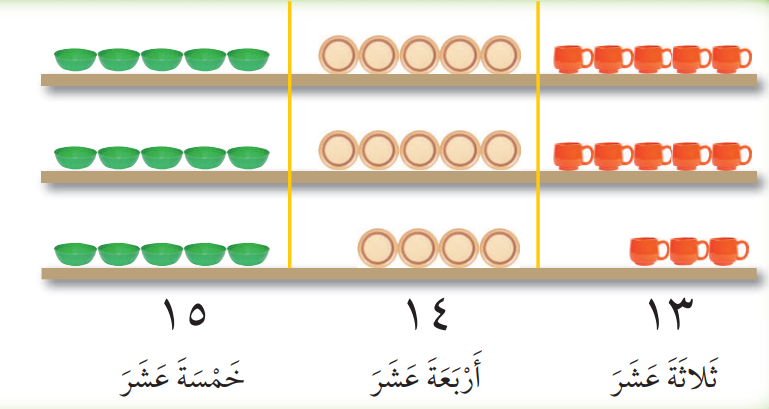 ١٣ ١٤ ١٥
ثَلاثَةَ عَشَرَ أَرْبَعَةَ عَشَرَ خَمْسَةَ عَشَرَ